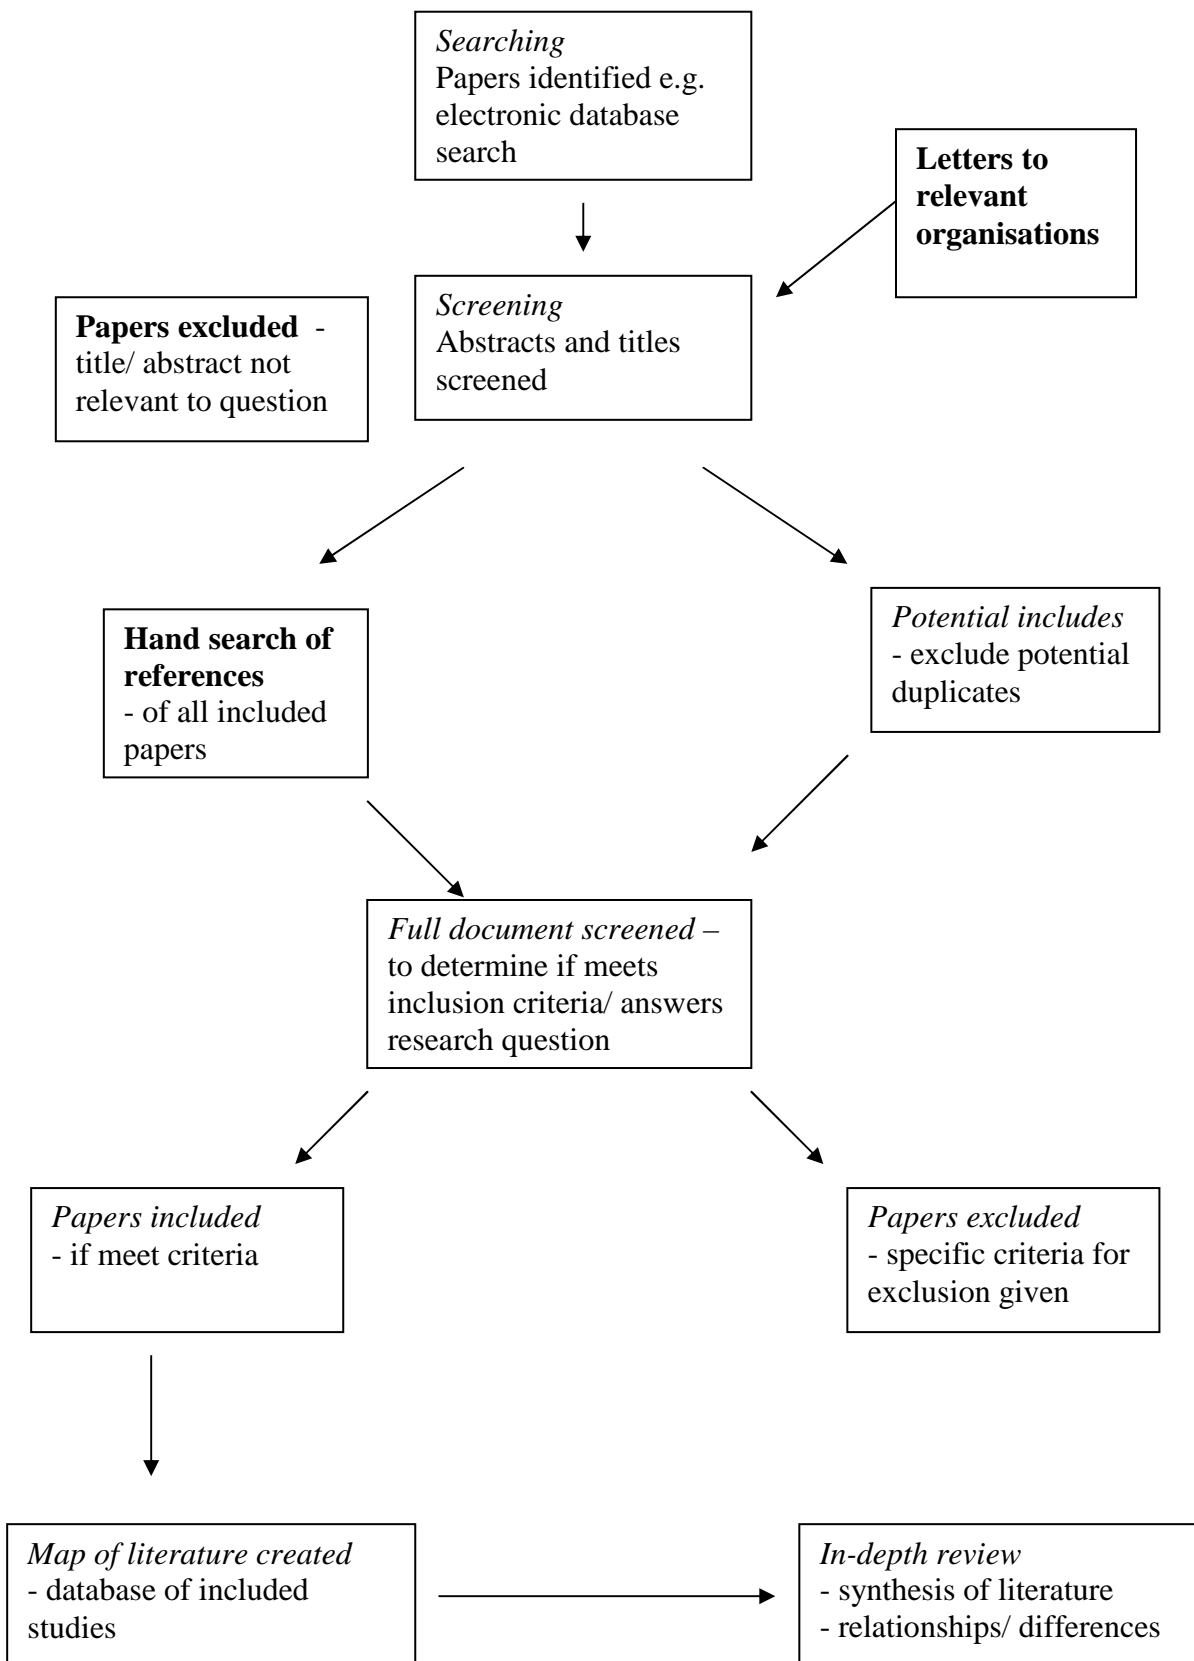 Searching
Papers identified e.g.
electronic database
search
Letters to
relevant
organisations
Papers excluded -
title/ abstract not
relevant to question
Screening
Abstracts and titles
screened
Hand search of
references
- of all included
papers
Potential includes
- exclude potential
duplicates
Full document screened –
to determine if meets
inclusion criteria/ answers
research question
Papers included
- if meet criteria
Papers excluded
- specific criteria for
exclusion given
Map of literature created
- database of included
studies
In-depth review
- synthesis of literature
- relationships/ differences